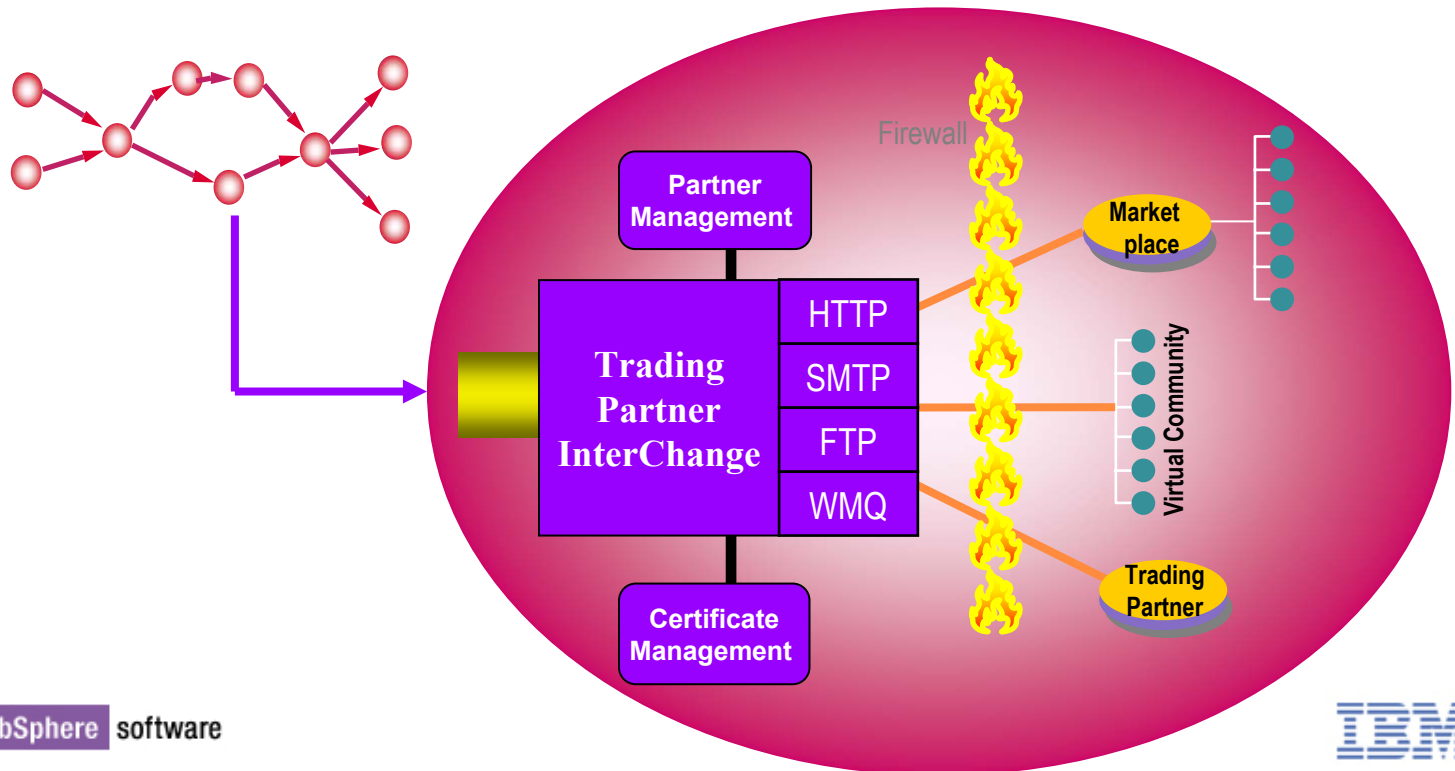 Firewall
Partner
Management
Market
place
HTTP
SMTP
FTP
WMQ
Trading
Partner
InterChange
Virtual Community
Trading
Partner
Certificate
Management
bSphere software
IBM